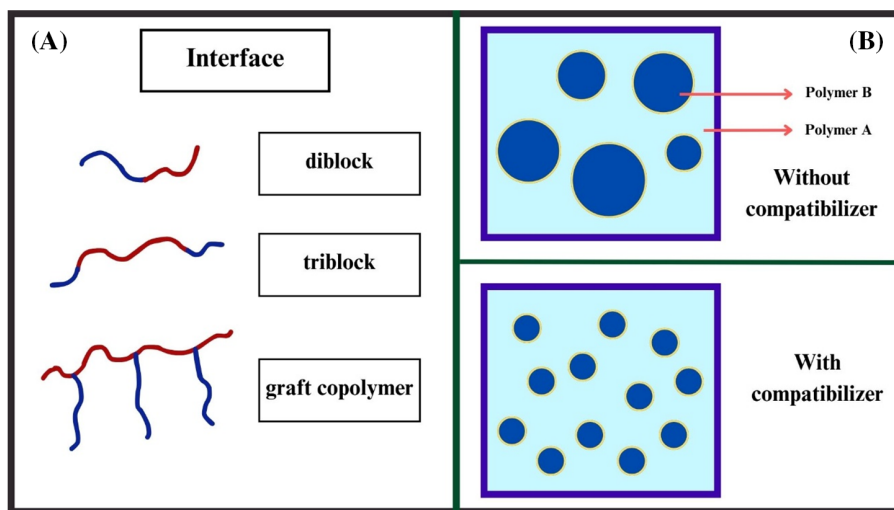 (A)
Interface
diblock
triblock
graft copolymer
(B)
Polymer B
Polymer A
Without
compatibilizer
With
compatibilizer